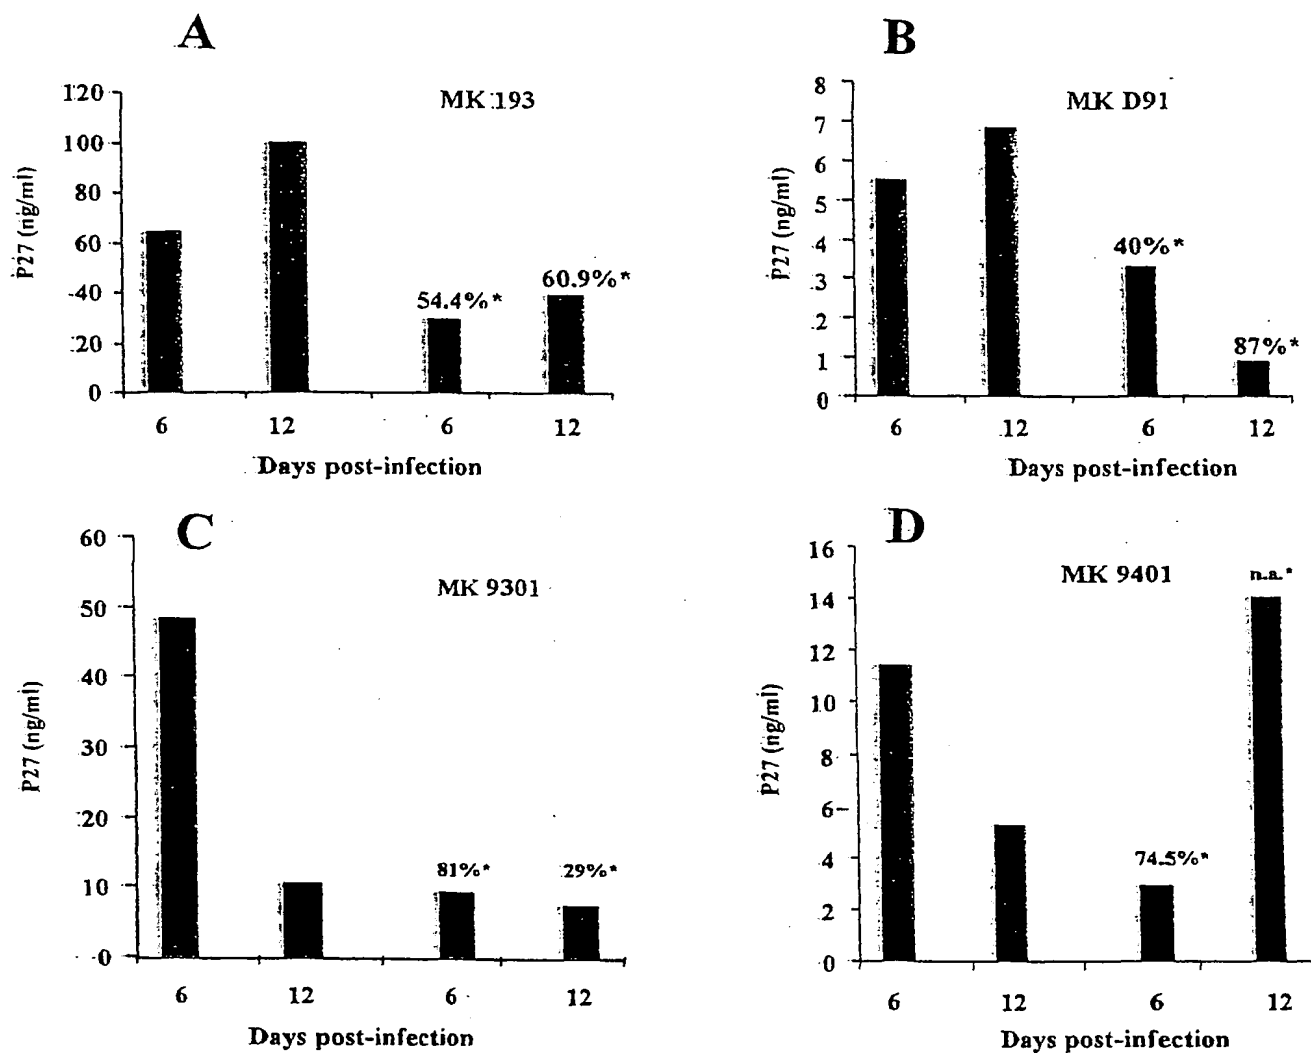 A
MK 193
P27 (ng/ml)
120
100
80
60
40
20
0
54.4%*
60.9%*
6 12 6 12
Days post-infection
B
MK D91
P27 (ng/ml)
8
7
6
5
4
3
2
1
0
40%*
87%*
6 12 6 12
Days post-infection
C
MK 9301
P27 (ng/ml)
60
50
40
30
20
10
0
81%*
29%*
6 12 6 12
Days post-infection
D
MK 9401
P27 (ng/ml)
16
14
12
10
8
6
4
2
0
74.5%*
n.a.*
6 12 6 12
Days post-infection